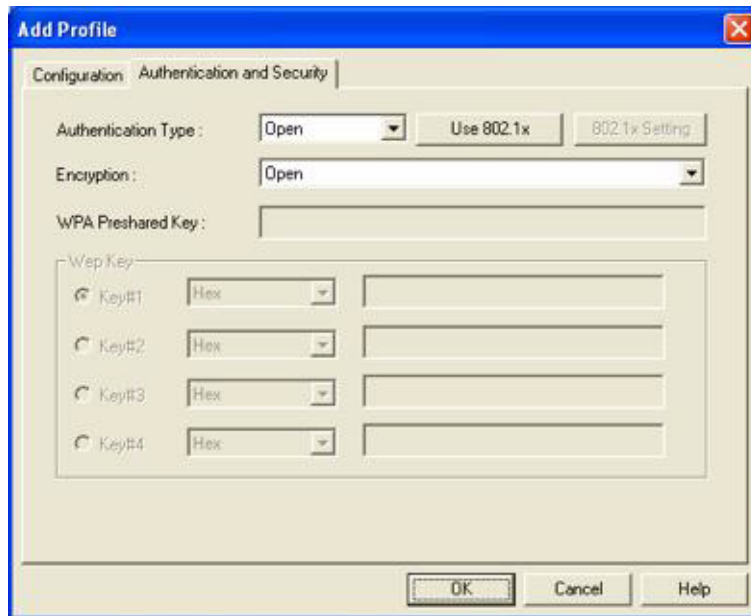 Add Profile
Configuration Authentication and Security
Authentication Type : Open Use 802.1x 802.1x Setting
Encryption : Open
WPA Preshared Key :
Wep Key
Key#1 Hex
Key#2 Hex
Key#3 Hex
Key#4 Hex
OK Cancel Help